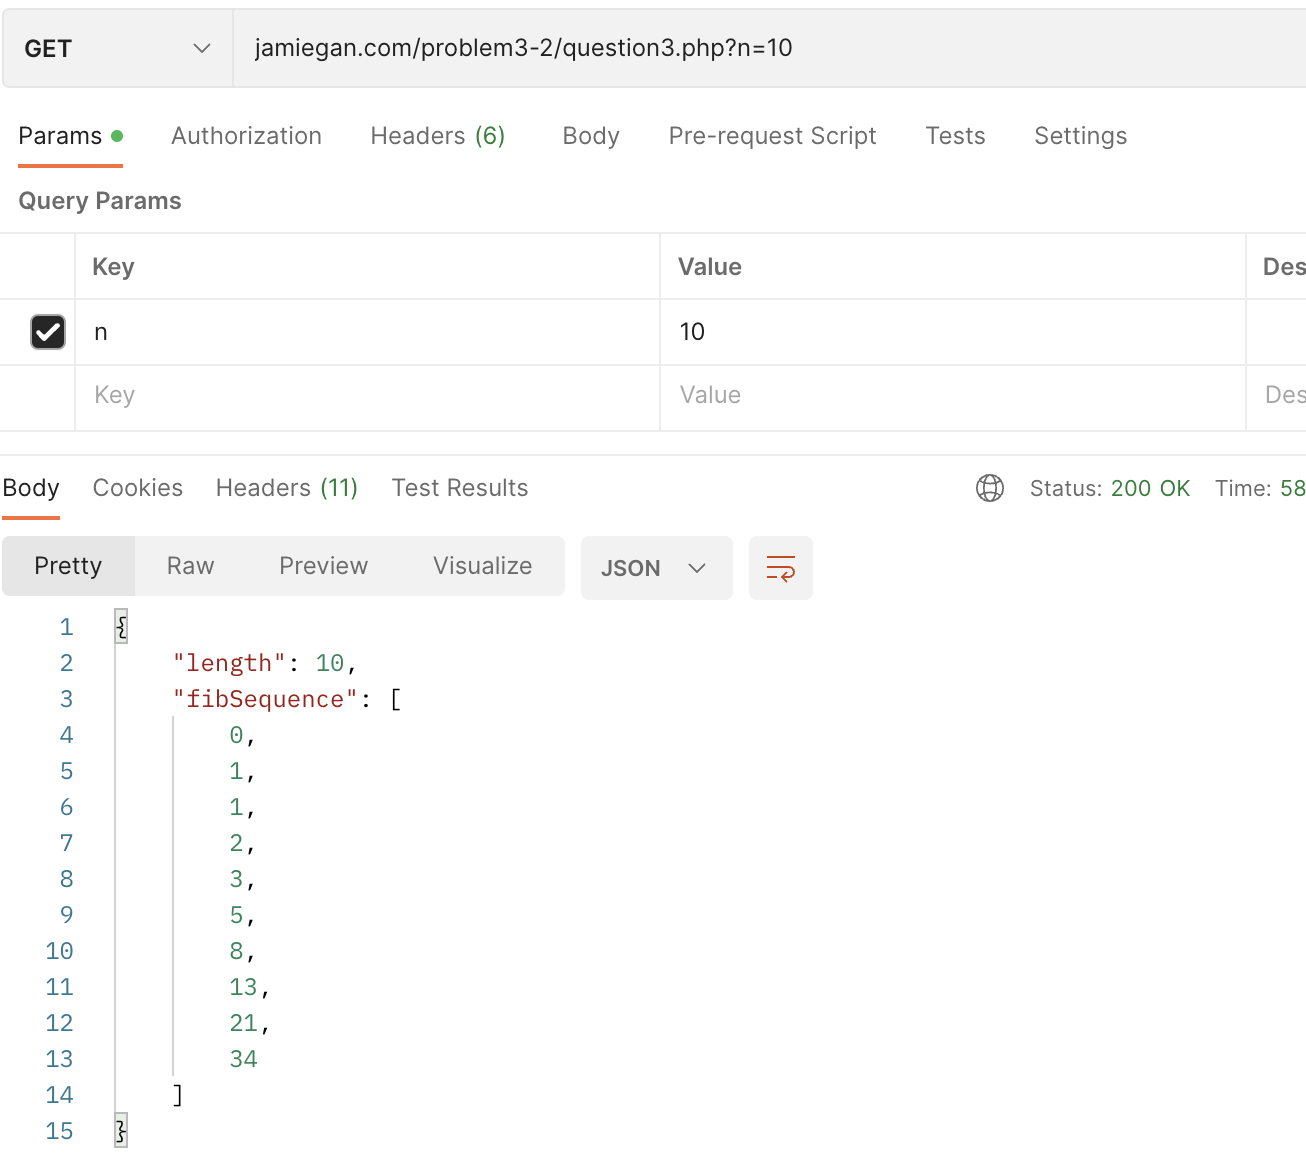 GET jamiegan.com/problem3-2/question3.php?n=10
Params Authorization Headers (6) Body Pre-request Script Tests Settings
Query Params
Key Value Des
n 10
Key Value Des
Body Cookies Headers (11) Test Results Status: 200 OK Time: 58
Pretty Raw Preview Visualize JSON
1 {
2 "length": 10,
3 "fibSequence": [
4 0,
5 1,
6 1,
7 2,
8 3,
9 5,
10 8,
11 13,
12 21,
13 34
14 ]
15 }